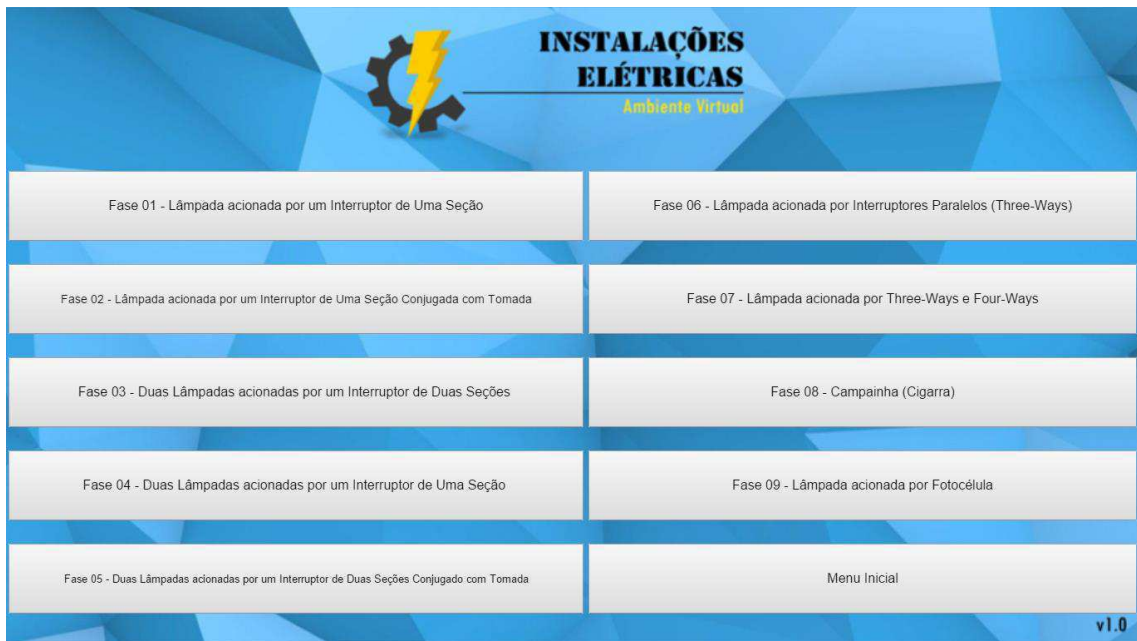 INSTALAÇÕES
ELÉTRICAS
Ambiente Virtual
Fase 01 - Lâmpada acionada por um Interruptor de Uma Seção
Fase 02 - Lâmpada acionada por um Interruptor de Uma Seção Conjugada com Tomada
Fase 03 - Duas Lâmpadas acionadas por um Interruptor de Duas Seções
Fase 04 - Duas Lâmpadas acionadas por um Interruptor de Uma Seção
Fase 05 - Duas Lâmpadas acionadas por um Interruptor de Duas Seções Conjugado com Tomada
Fase 06 - Lâmpada acionada por Interruptores Paralelos (Three-Ways)
Fase 07 - Lâmpada acionada por Three-Ways e Four-Ways
Fase 08 - Campainha (Cigarra)
Fase 09 - Lâmpada acionada por Fotocélula
Menu Inicial
v1.0